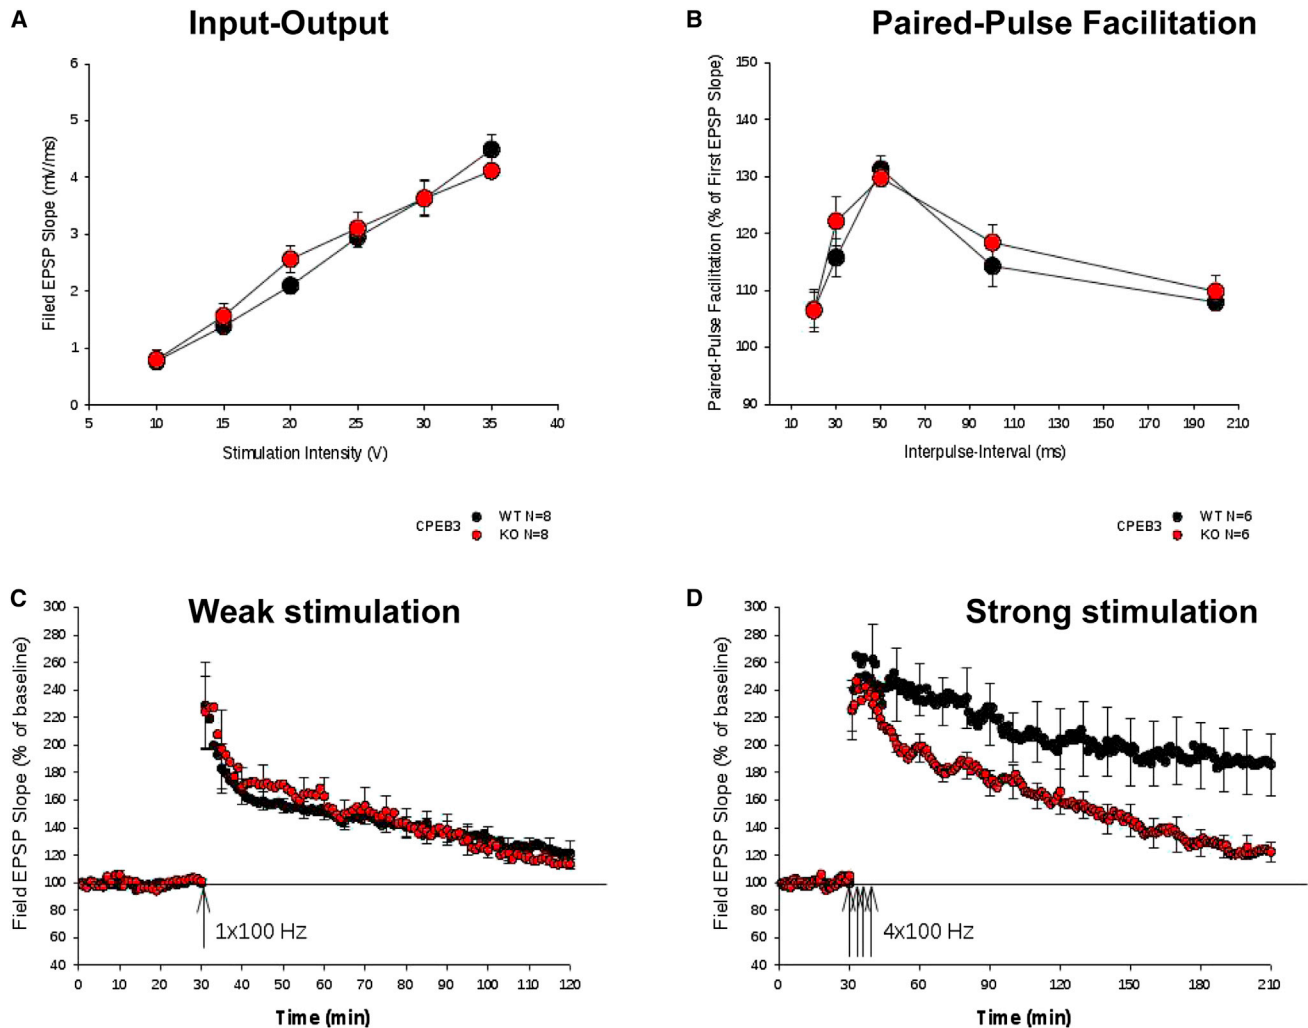 A
Input-Output
Filed EPSP Slope (mV/ms)
6
5
4
3
2
1
0
5 10 15 20 25 30 35 40
Stimulation Intensity (V)
B
Paired-Pulse Facilitation
Paired-Pulse Facilitation (% of First EPSP Slope)
150
140
130
120
110
100
90
10 30 50 70 90 110 130 150 170 190 210
Interpulse-Interval (ms)
CPEB3
WT N=8
KO N=8
CPEB3
WT N=6
KO N=6
C
Weak stimulation
Field EPSP Slope (% of baseline)
300
280
260
240
220
200
180
160
140
120
100
80
60
40
1x100 Hz
0 10 20 30 40 50 60 70 80 90 100 110 120
Time (min)
D
Strong stimulation
Field EPSP Slope (% of baseline)
300
280
260
240
220
200
180
160
140
120
100
80
60
40
4x100 Hz
0 30 60 90 120 150 180 210
Time (min)